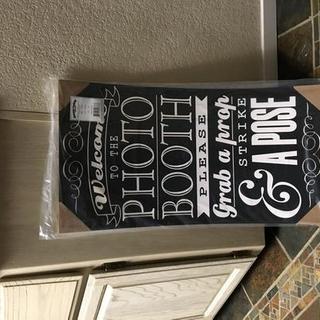 Welcome
TO THE
PHOTO
BOOTH
PLEASE
Grab a prop
STRIKE
& A POSE